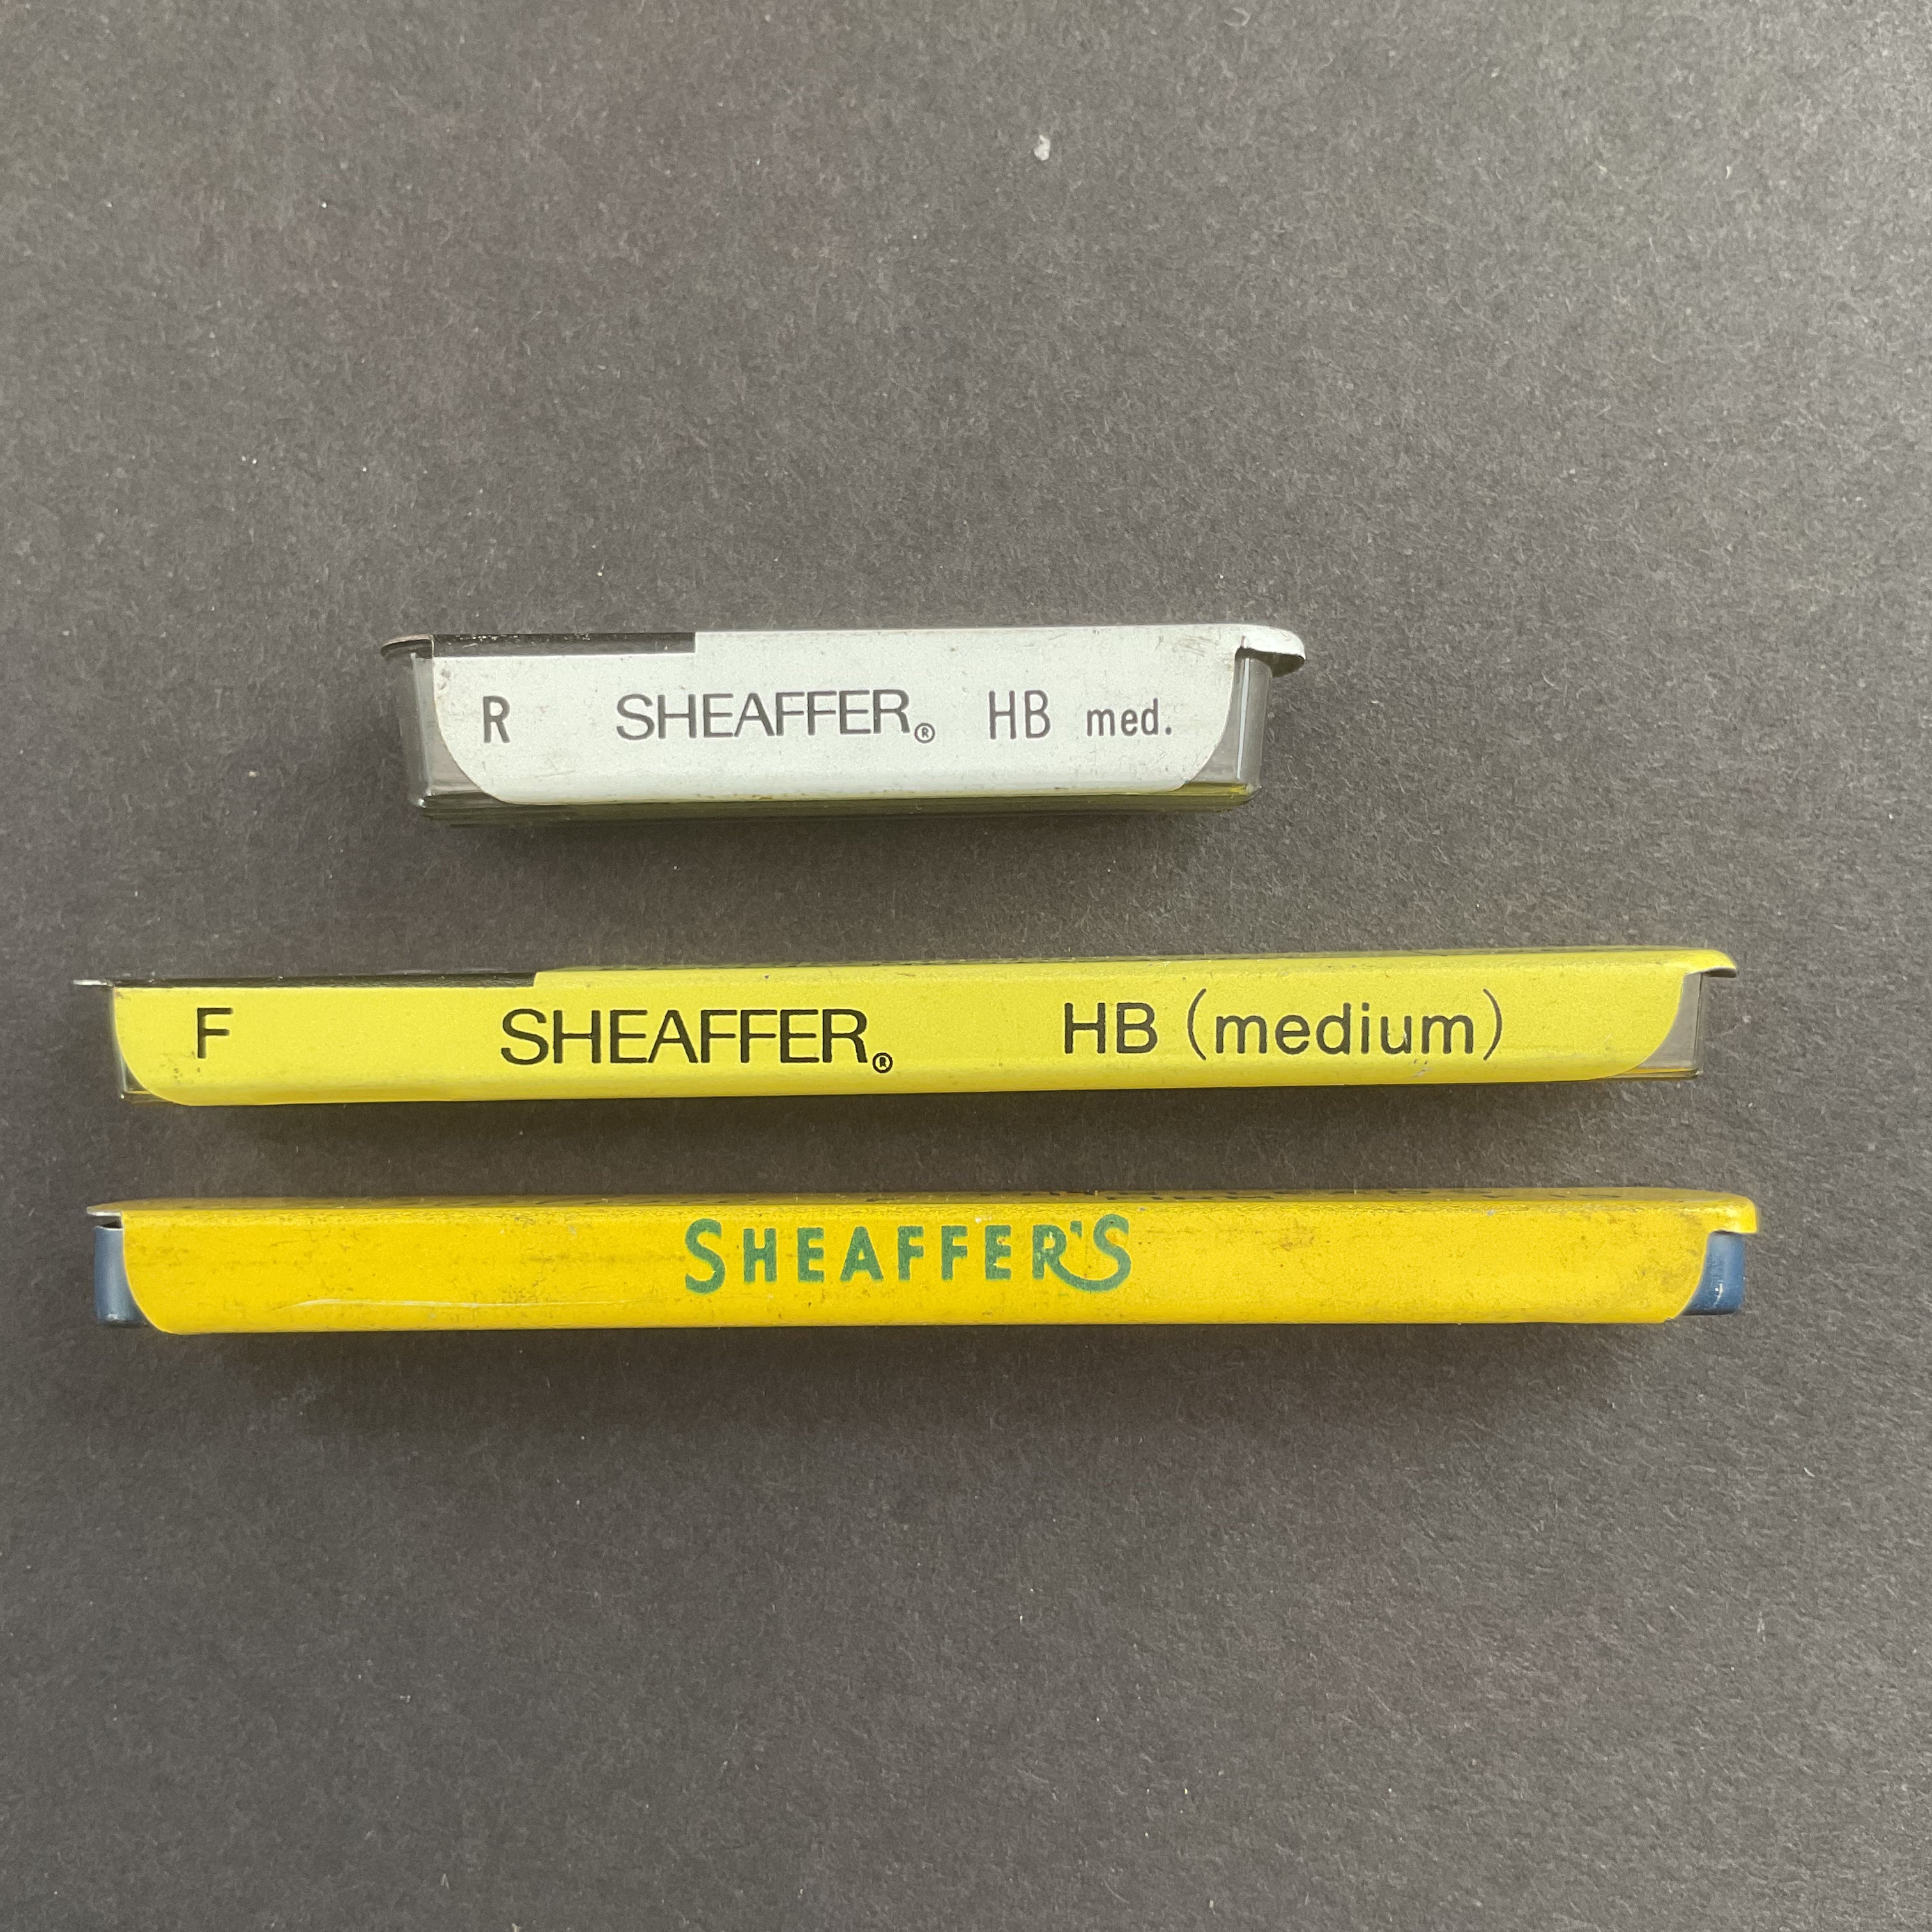 R SHEAFFER® HB med.
F SHEAFFER® HB (medium)
SHEAFFER'S